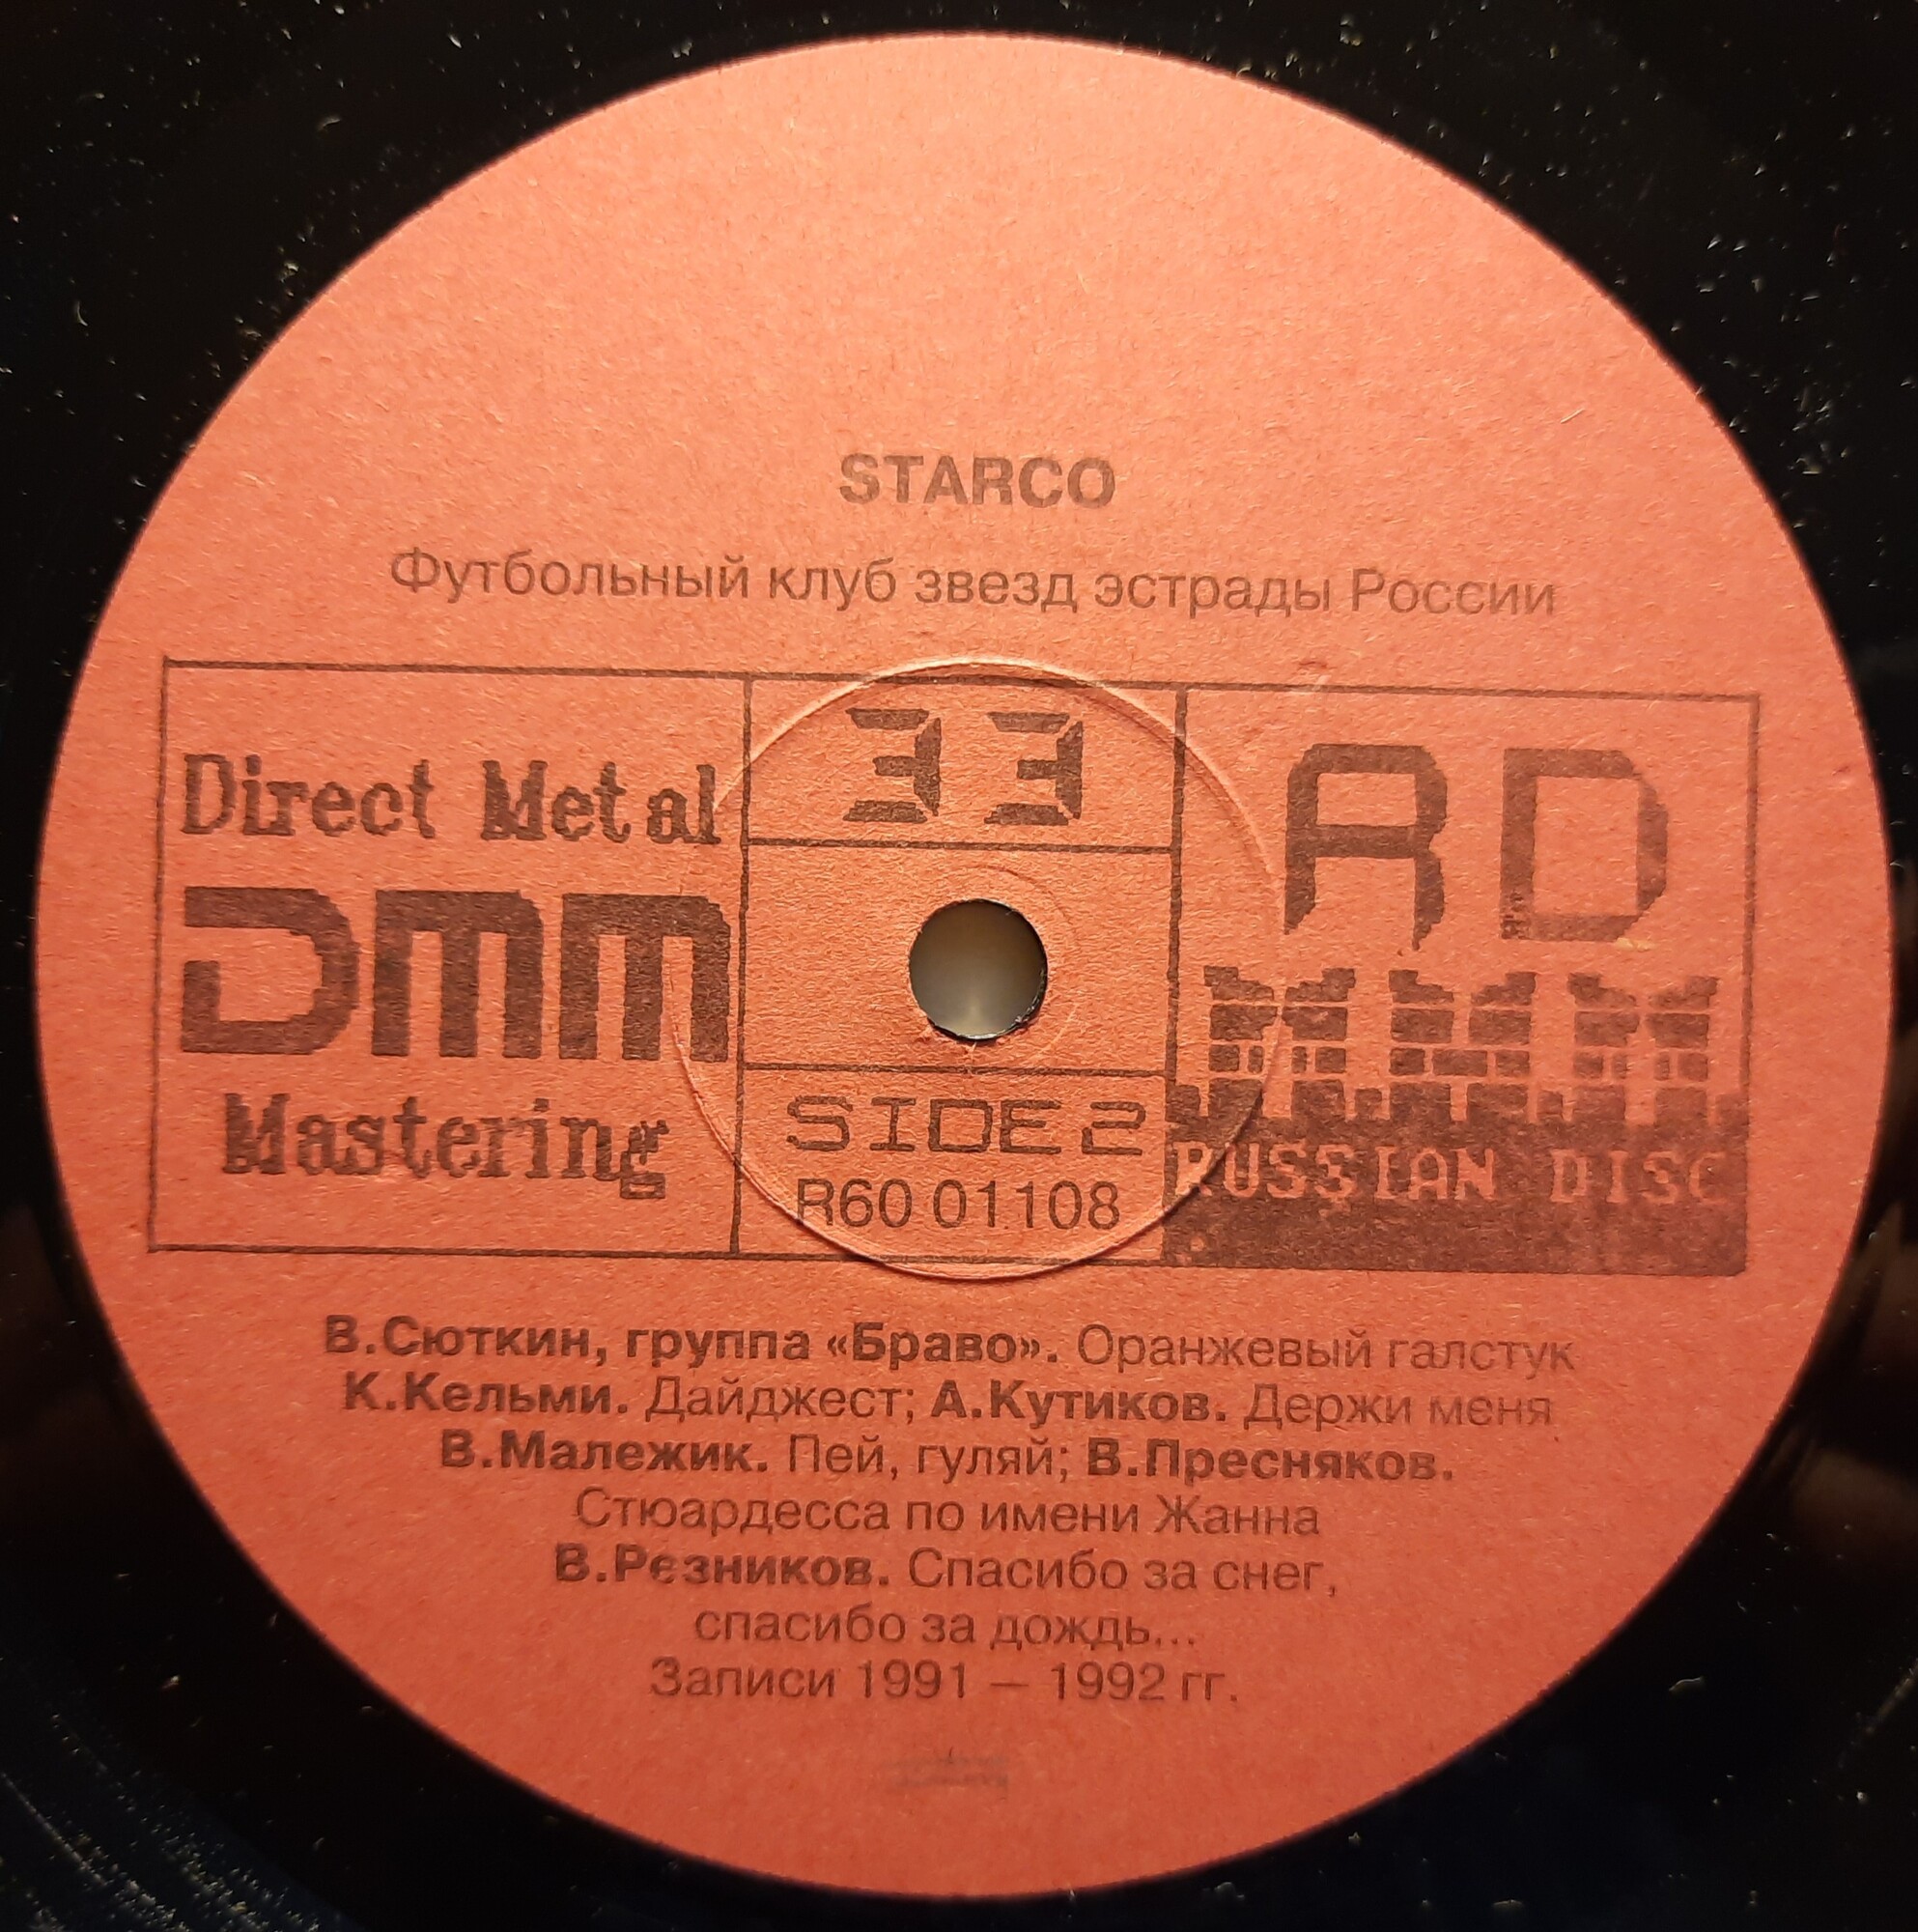 STARCO
Футбольный клуб звезд эстрады России
Direct Metal
DMM
Mastering
33
SIDE 2
R60 01108
RD
RUSSIAN DISC
В.Сюткин, группа «Браво». Оранжевый галстук
К.Кельми. Дайджест; А.Кутиков. Держи меня
В.Малежик. Пей, гуляй; В.Пресняков.
Стюардесса по имени Жанна
В.Резников. Спасибо за снег,
спасибо за дождь...
Записи 1991 – 1992 гг.